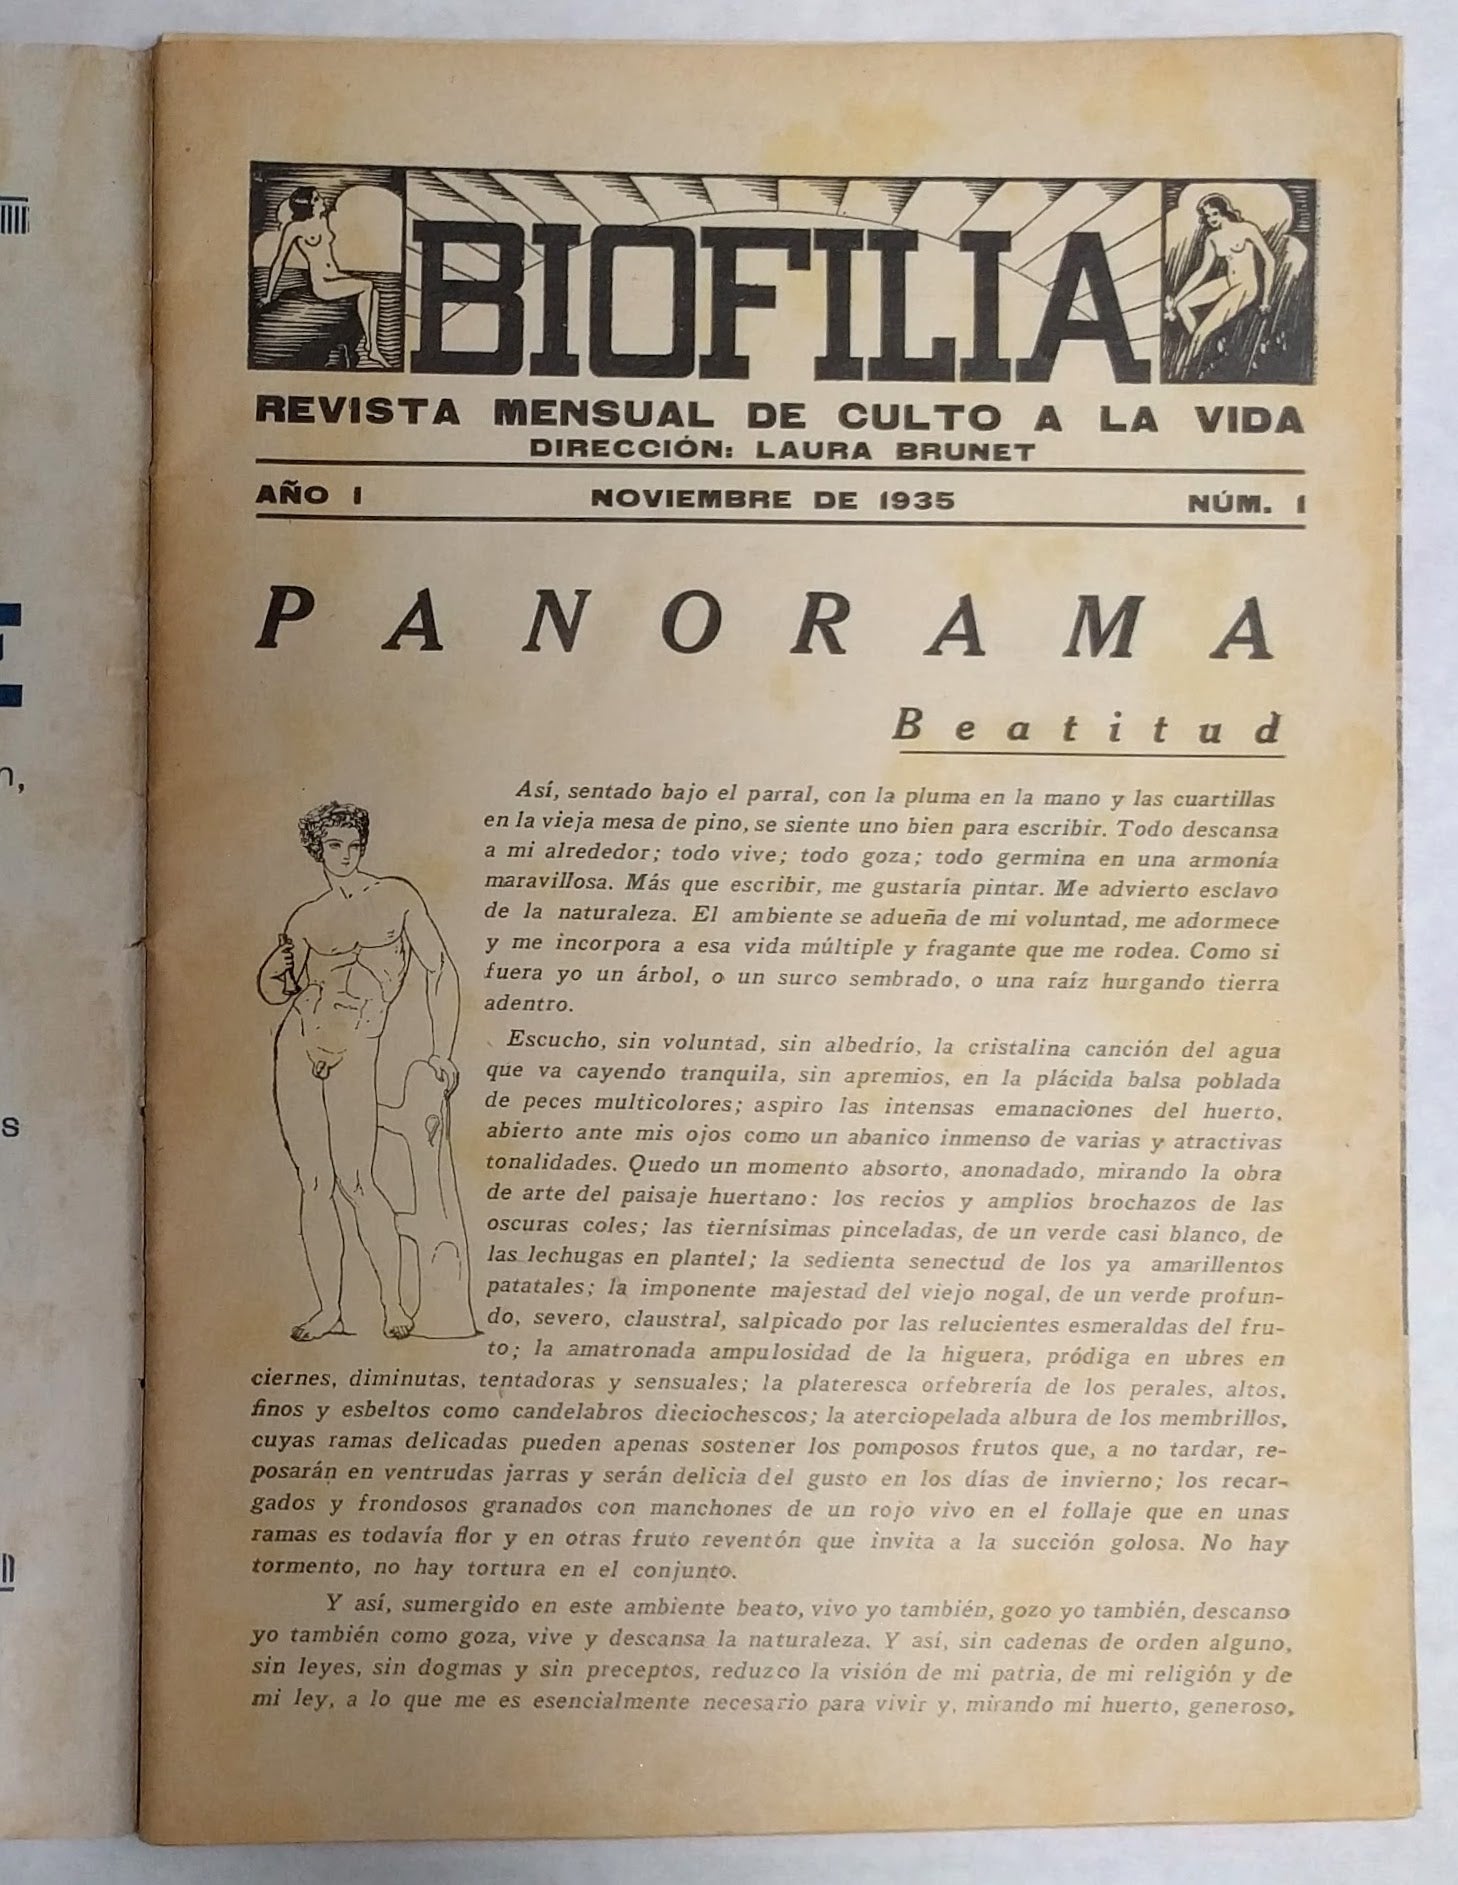 BIOFILIA
REVISTA MENSUAL DE CULTO A LA VIDA
DIRECCIÓN: LAURA BRUNET
AÑO I NOVIEMBRE DE 1935 NÚM. 1
PANORAMA
Beatitud
Así, sentado bajo el parral, con la pluma en la mano y las cuartillas
en la vieja mesa de pino, se siente uno bien para escribir. Todo descansa
a mi alrededor; todo vive; todo goza; todo germina en una armonía
maravillosa. Más que escribir, me gustaría pintar. Me advierto esclavo
de la naturaleza. El ambiente se adueña de mi voluntad, me adormece
y me incorpora a esa vida múltiple y fragante que me rodea. Como si
fuera yo un árbol, o un surco sembrado, o una raíz hurgando tierra
adentro.
Escucho, sin voluntad, sin albedrío, la cristalina canción del agua
que va cayendo tranquila, sin apremios, en la plácida balsa poblada
de peces multicolores; aspiro las intensas emanaciones del huerto,
abierto ante mis ojos como un abanico inmenso de varias y atractivas
tonalidades. Quedo un momento absorto, anonadado, mirando la obra
de arte del paisaje huertano: los recios y amplios brochazos de las
oscuras coles; las tiernísimas pinceladas, de un verde casi blanco, de
las lechugas en plantel; la sedienta senectud de los ya amarillentos
patatales; la imponente majestad del viejo nogal, de un verde profun-
do, severo, claustral, salpicado por las relucientes esmeraldas del fru-
to; la amatronada ampulosidad de la higuera, pródiga en ubres en
ciernes, diminutas, tentadoras y sensuales; la plateresca orfebrería de los perales, altos,
finos y esbeltos como candelabros dieciochescos; la aterciopelada albura de los membrillos,
cuyas ramas delicadas pueden apenas sostener los pomposos frutos que, a no tardar, re-
posarán en ventrudas jarras y serán delicia del gusto en los días de invierno; los recar-
gados y frondosos granados con manchones de un rojo vivo en el follaje que en unas
ramas es todavía flor y en otras fruto reventón que invita a la succión golosa. No hay
tormento, no hay tortura en el conjunto.
Y así, sumergido en este ambiente beato, vivo yo también, gozo yo también, descanso
yo también como goza, vive y descansa la naturaleza. Y así, sin cadenas de orden alguno,
sin leyes, sin dogmas y sin preceptos, reduzco la visión de mi patria, de mi religión y de
mi ley, a lo que me es esencialmente necesario para vivir y, mirando mi huerto, generoso,